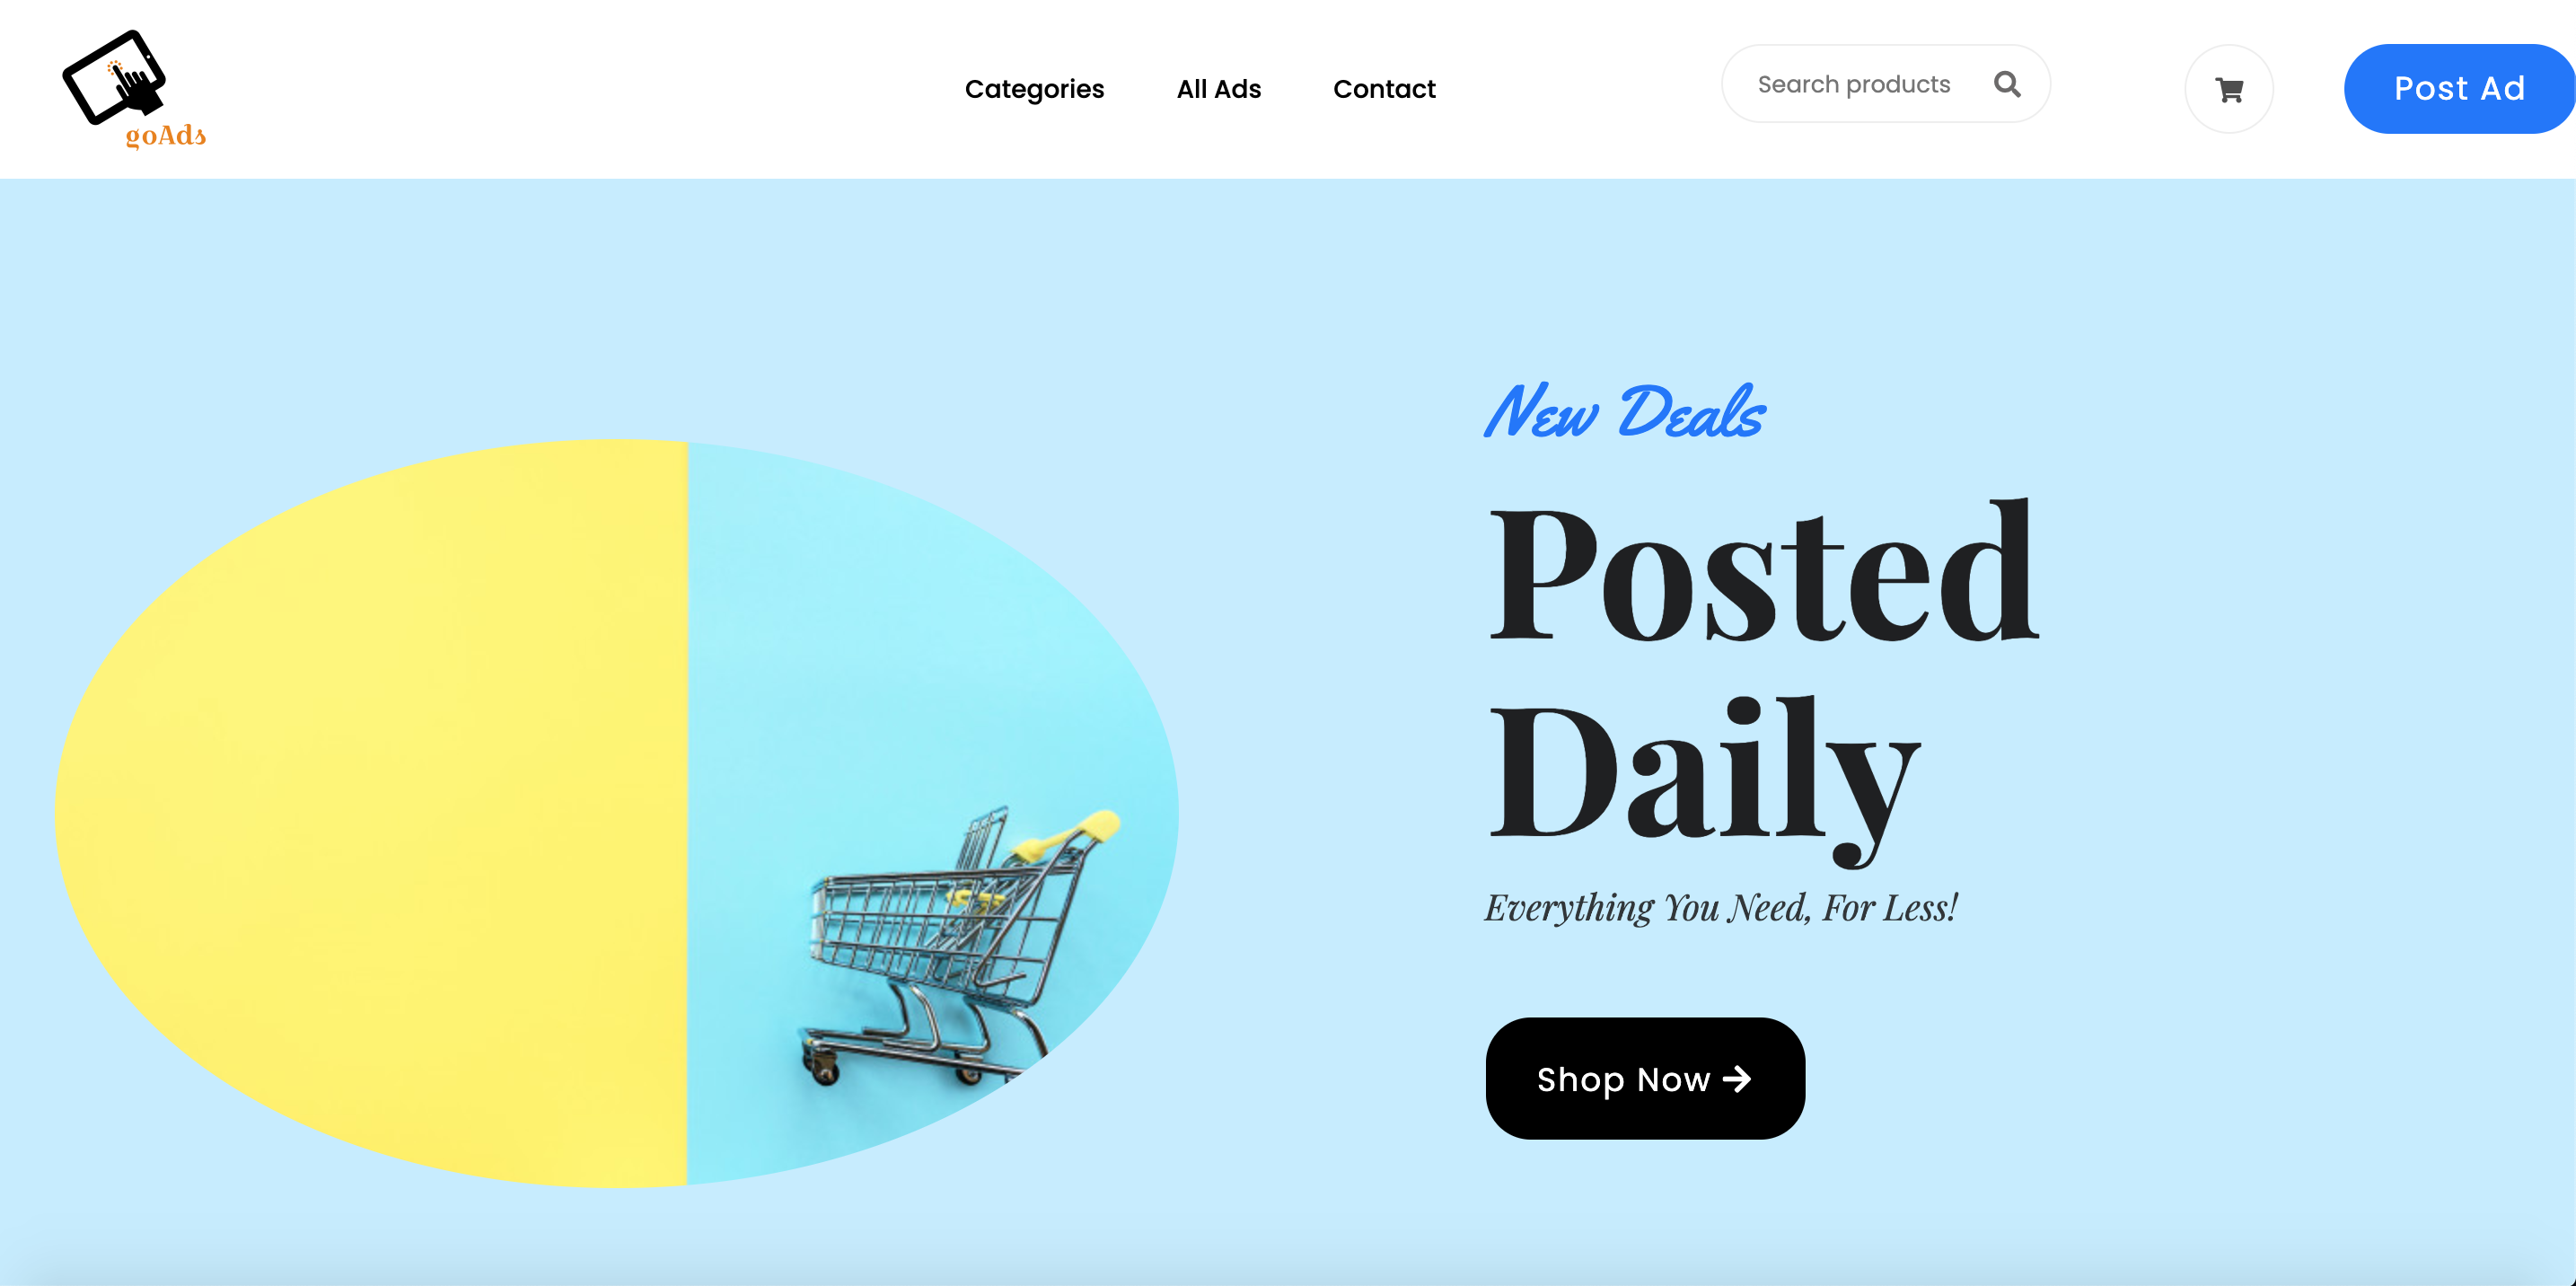 goAds
Categories
All Ads
Contact
Search products
Post Ad
New Deals
Posted
Daily
Everything You Need, For Less!
Shop Now